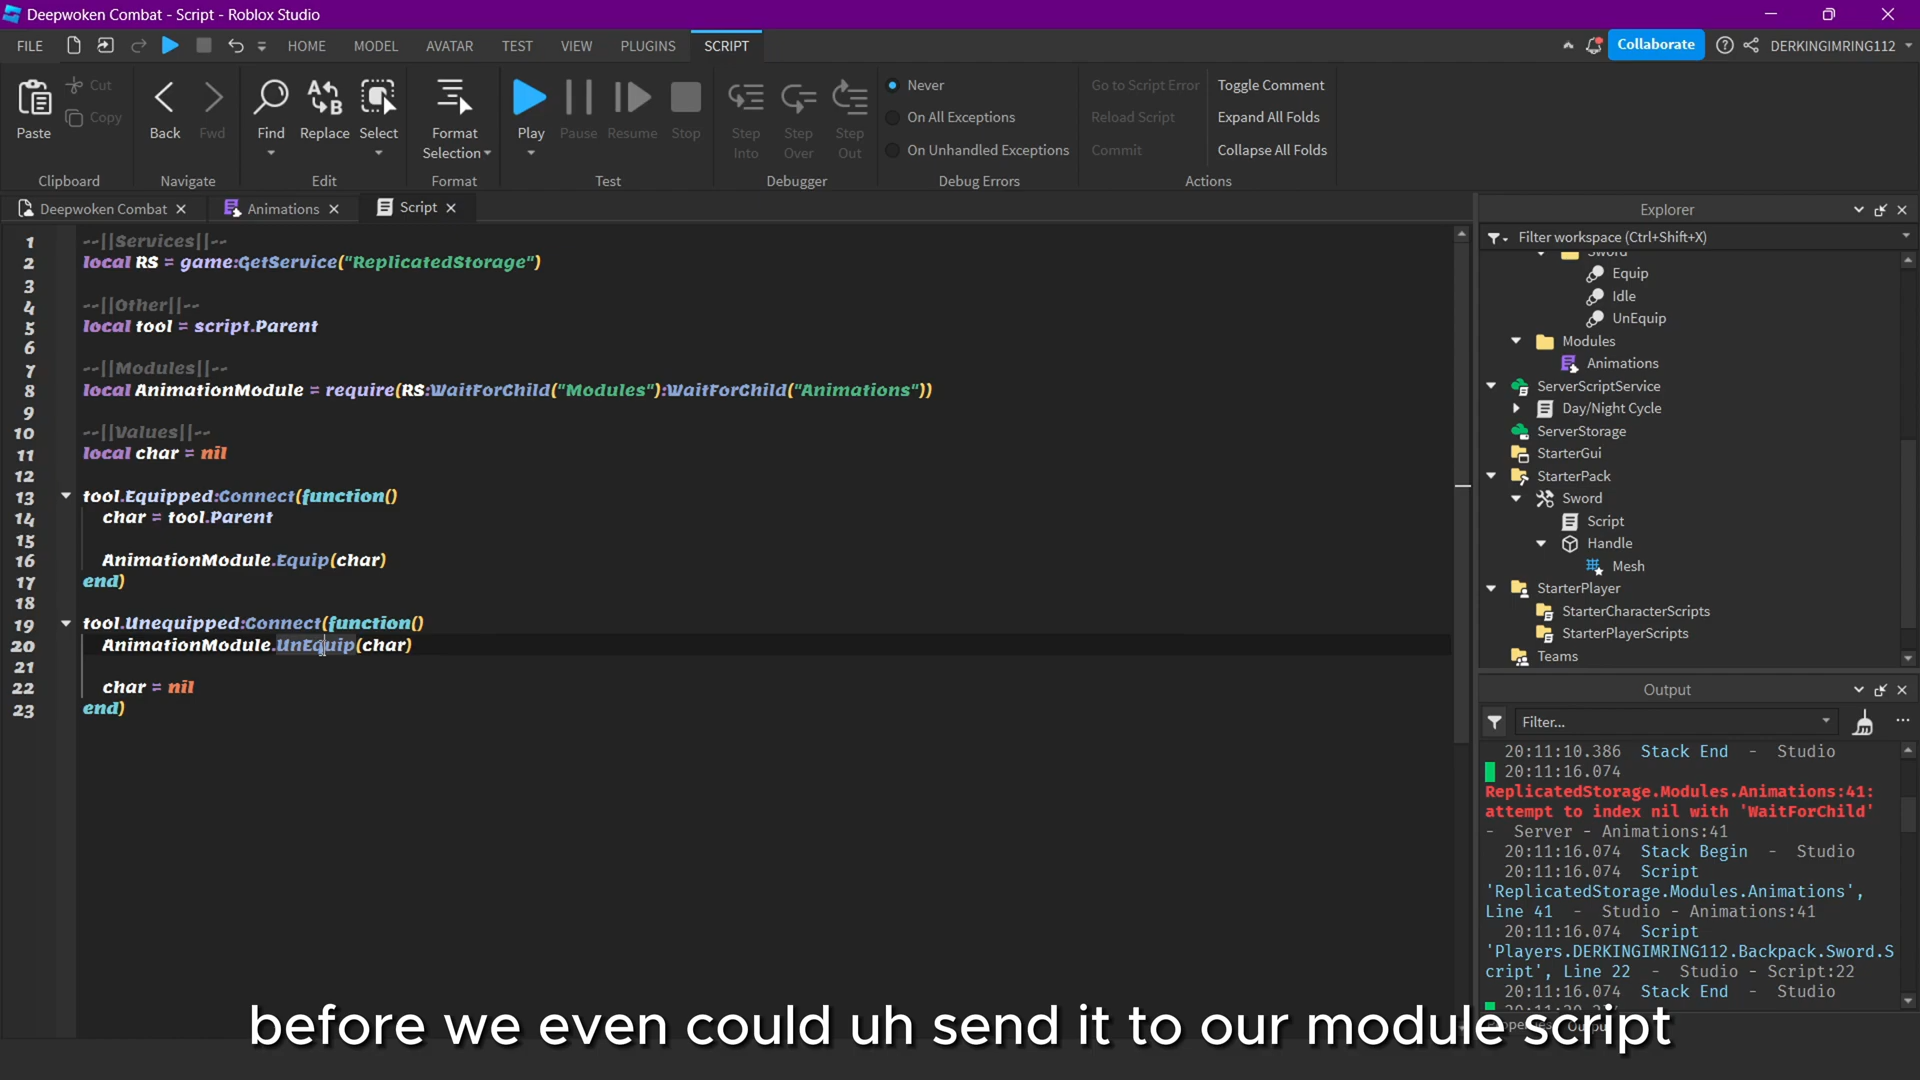 Deepwoken Combat - Script - Roblox Studio
FILE HOME MODEL AVATAR TEST VIEW PLUGINS SCRIPT Collaborate DERKINGIMRING112
Paste Cut Copy Back Fwd Find Replace Select Format Selection Play Pause Resume Stop Step Into Step Over Step Out
Never
On All Exceptions
On Unhandled Exceptions
Go to Script Error
Reload Script
Commit
Toggle Comment
Expand All Folds
Collapse All Folds
Clipboard Navigate Edit Format Test Debugger Debug Errors Actions
Deepwoken Combat Animations Script
1 --||Services||--
2 local RS = game:GetService("ReplicatedStorage")
3
4 --||Other||--
5 local tool = script.Parent
6
7 --||Modules||--
8 local AnimationModule = require(RS:WaitForChild("Modules"):WaitForChild("Animations"))
9
10 --||Values||--
11 local char = nil
12
13 tool.Equipped:Connect(function()
14 char = tool.Parent
15
16 AnimationModule.Equip(char)
17 end)
18
19 tool.Unequipped:Connect(function()
20 AnimationModule.UnEquip(char)
21
22 char = nil
23 end)
Explorer
Filter workspace (Ctrl+Shift+X)
Sword
Equip
Idle
UnEquip
Modules
Animations
ServerScriptService
Day/Night Cycle
ServerStorage
StarterGui
StarterPack
Sword
Script
Handle
Mesh
StarterPlayer
StarterCharacterScripts
StarterPlayerScripts
Teams
Output
Filter...
20:11:10.386 Stack End - Studio
20:11:16.074
ReplicatedStorage.Modules.Animations:41:
attempt to index nil with 'WaitForChild'
- Server - Animations:41
20:11:16.074 Stack Begin - Studio
20:11:16.074 Script
'ReplicatedStorage.Modules.Animations',
Line 41 - Studio - Animations:41
20:11:16.074 Script
'Players.DERKINGIMRING112.Backpack.Sword.S
cript', Line 22 - Studio - Script:22
20:11:16.074 Stack End - Studio
before we even could uh send it to our module script